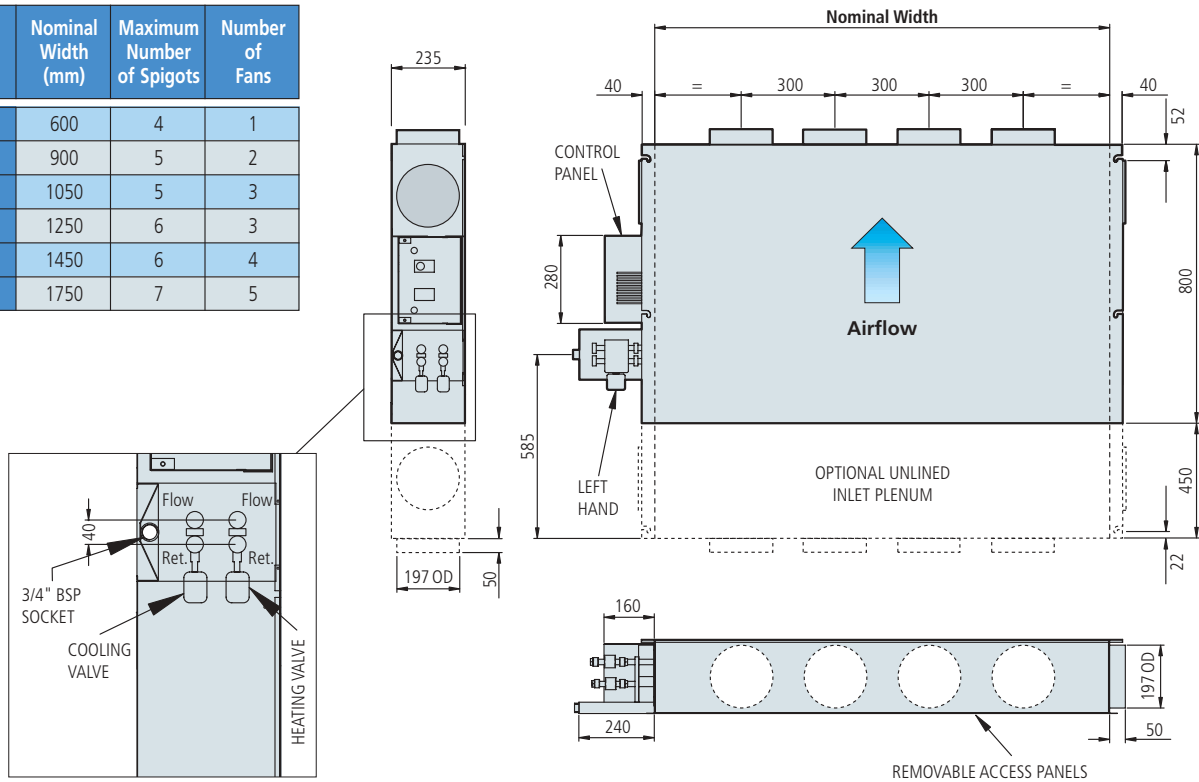 Nominal Width (mm)
Maximum Number of Spigots
Number of Fans
600 4 1
900 5 2
1050 5 3
1250 6 3
1450 6 4
1750 7 5
235
197 OD
50
Nominal Width
40 = 300 300 300 = 40
52
CONTROL
PANEL
280
800
Airflow
585
LEFT
HAND
OPTIONAL UNLINED
INLET PLENUM
450
22
Flow Flow
40
Ret. Ret.
3/4" BSP
SOCKET
COOLING
VALVE
HEATING VALVE
160
240
197 OD
50
REMOVABLE ACCESS PANELS